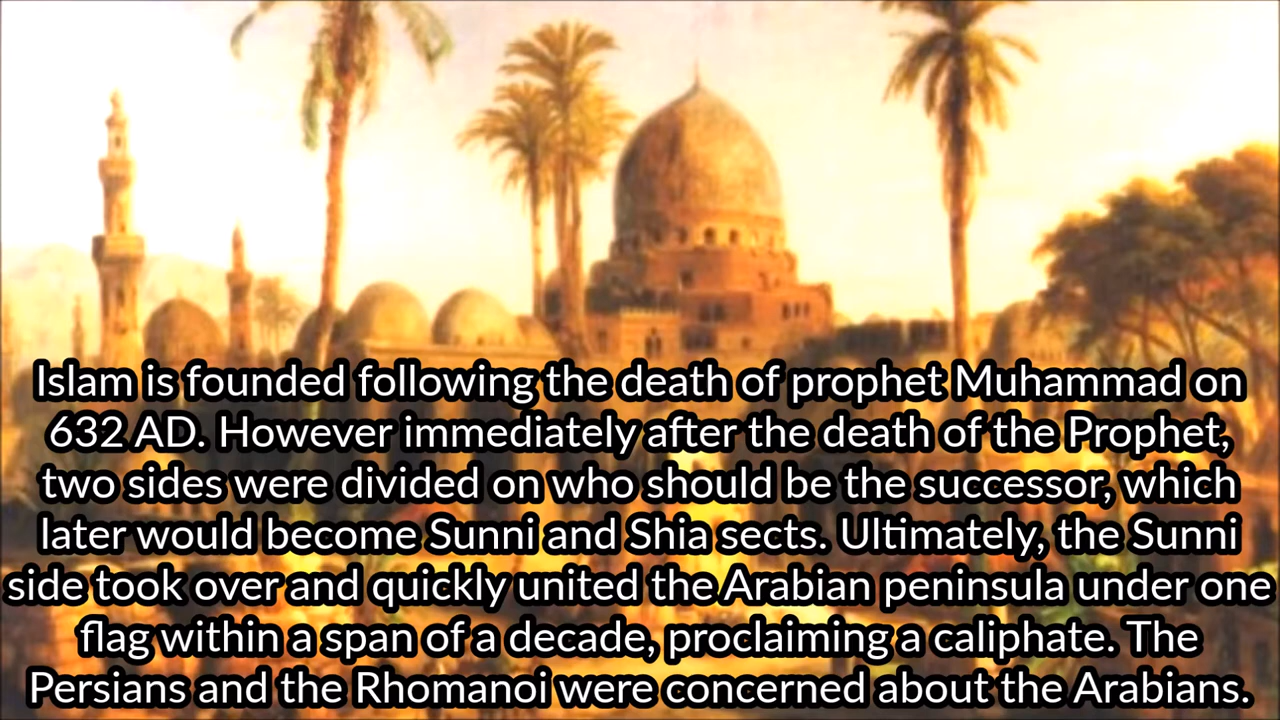 Islam is founded following the death of prophet Muhammad on
632 AD. However immediately after the death of the Prophet,
two sides were divided on who should be the successor, which
later would become Sunni and Shia sects. Ultimately, the Sunni
side took over and quickly united the Arabian peninsula under one
flag within a span of a decade, proclaiming a caliphate. The
Persians and the Rhomanoi were concerned about the Arabians.